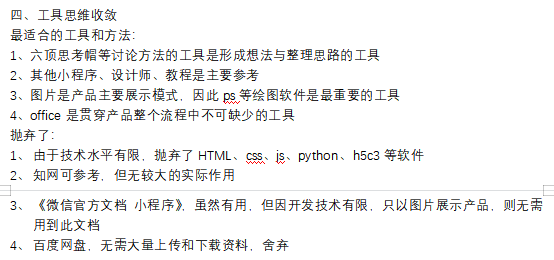 四、工具思维收敛
最适合的工具和方法：
1、六顶思考帽等讨论方法的工具是形成想法与整理思路的工具
2、其他小程序、设计师、教程是主要参考
3、图片是产品主要展示模式，因此 ps 等绘图软件是最重要的工具
4、office 是贯穿产品整个流程中不可缺少的工具
抛弃了：
1、 由于技术水平有限，抛弃了 HTML、css、js、python、h5c3 等软件
2、 知网可参考，但无较大的实际作用
3、 《微信官方文档 小程序》，虽然有用，但因开发技术有限，只以图片展示产品，则无需
用到此文档
4、 百度网盘，无需大量上传和下载资料，舍弃